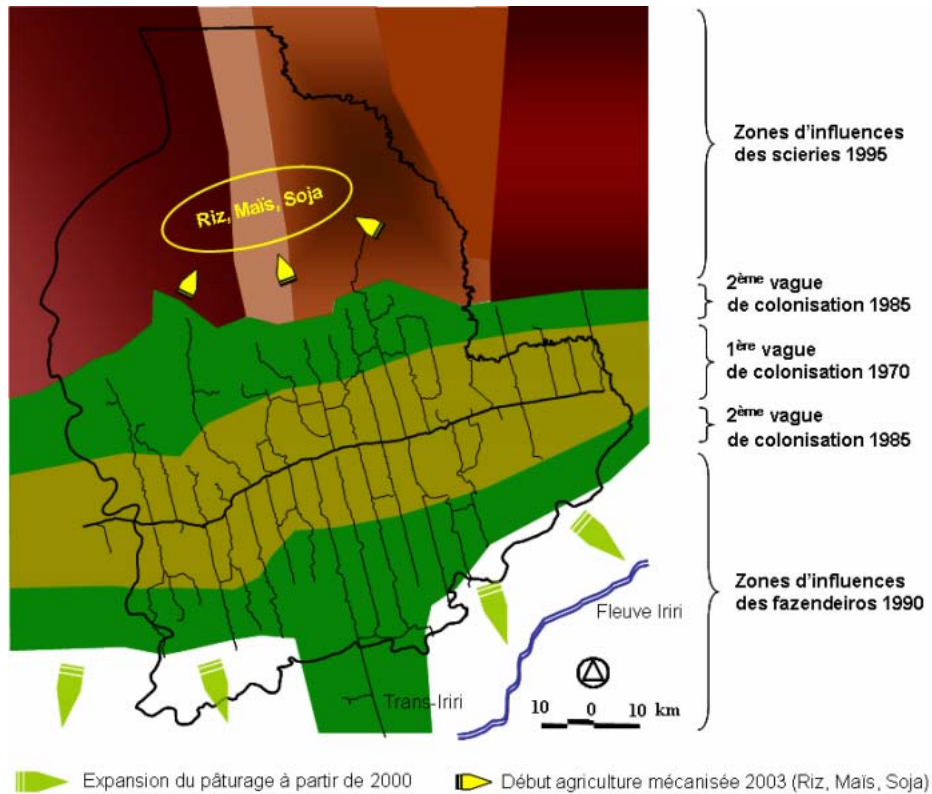 Zones d'influences
des scieries 1995
Riz, Maïs, Soja
2ème vague
de colonisation 1985
1ère vague
de colonisation 1970
2ème vague
de colonisation 1985
Zones d'influences
des fazendeiros 1990
Fleuve Iriri
Trans-Iriri
10 0 10 km
Expansion du pâturage à partir de 2000
Début agriculture mécanisée 2003 (Riz, Maïs, Soja)